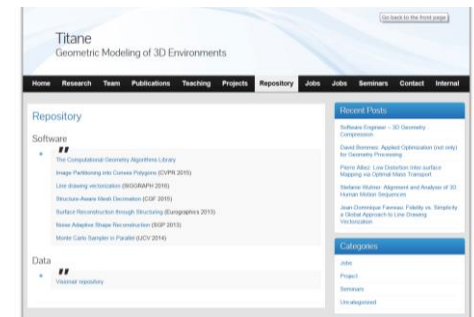 Go back to the front page
Titane
Geometric Modeling of 3D Environments
Home Research Team Publications Teaching Projects Repository Jobs Jobs Seminars Contact Internal
Repository
Software
The Computational Geometry Algorithms Library
Image Partitioning into Convex Polygons (CVPR 2015)
Line drawing vectorization (SIGGRAPH 2016)
Structure-Aware Mesh Decimation (CGF 2015)
Surface Reconstruction through Structuring (Eurographics 2013)
Noise Adaptive Shape Reconstruction (SGP 2013)
Monte Carlo Sampler in Parallel (IJCV 2014)
Data
Visionair repository
Recent Posts
Software Engineer – 3D Geometry
Compression
David Bommes: Applied Optimization (not only)
for Geometry Processing
Pierre Alliez: Low Distortion Inter-surface
Mapping via Optimal Mass Transport
Stefanie Wuhrer: Alignment and Analysis of 3D
Human Motion Sequences
Jean-Dominique Favreau: Fidelity vs. Simplicity:
a Global Approach to Line Drawing
Vectorization
Categories
Jobs
Project
Seminars
Uncategorized